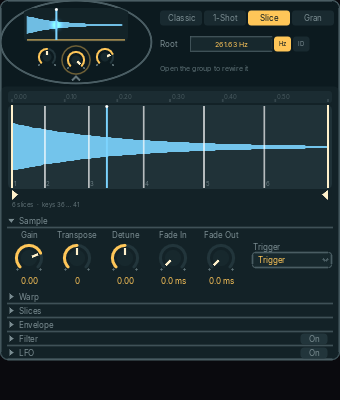 Classic 1-Shot Slice Gran
Root 261.63 Hz Hz
Open the group to rewire it
0:00 0:10 0:20 0:30 0:40 0:50
1 2 3 4 5 6
6 slices · keys 36... 41
Sample
Gain Transpose Detune Fade In Fade Out
Trigger
Trigger
0.00 0 0.00 0.0 ms 0.0 ms
Warp
Slices
Envelope
Filter On
LFO On